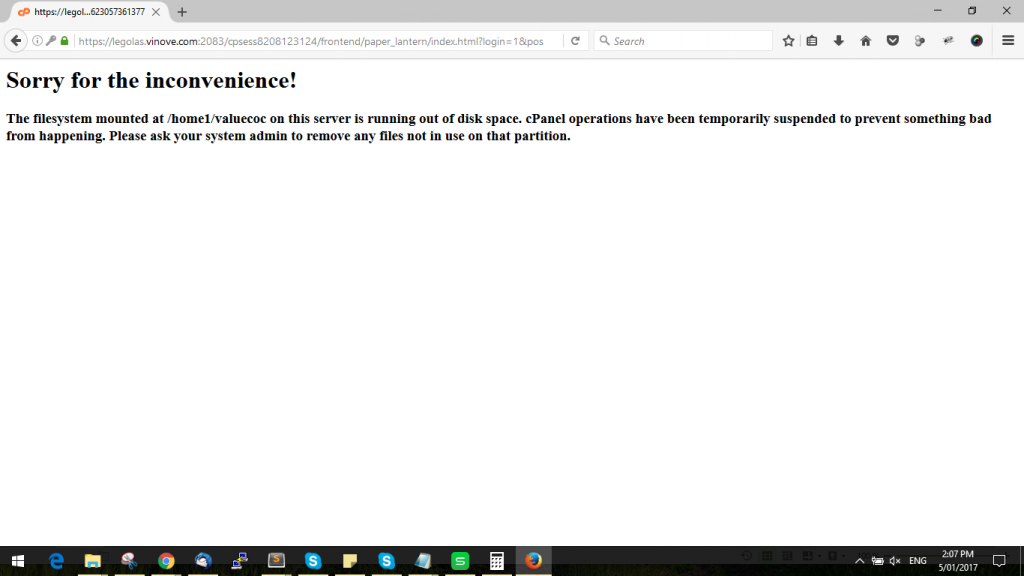 https://legol...623057361377
https://legolas.vinove.com:2083/cpsess8208123124/frontend/paper_lantern/index.html?login=1&pos
Search
Sorry for the inconvenience!
The filesystem mounted at /home1/valuecoc on this server is running out of disk space. cPanel operations have been temporarily suspended to prevent something bad
from happening. Please ask your system admin to remove any files not in use on that partition.
ENG
2:07 PM
5/01/2017